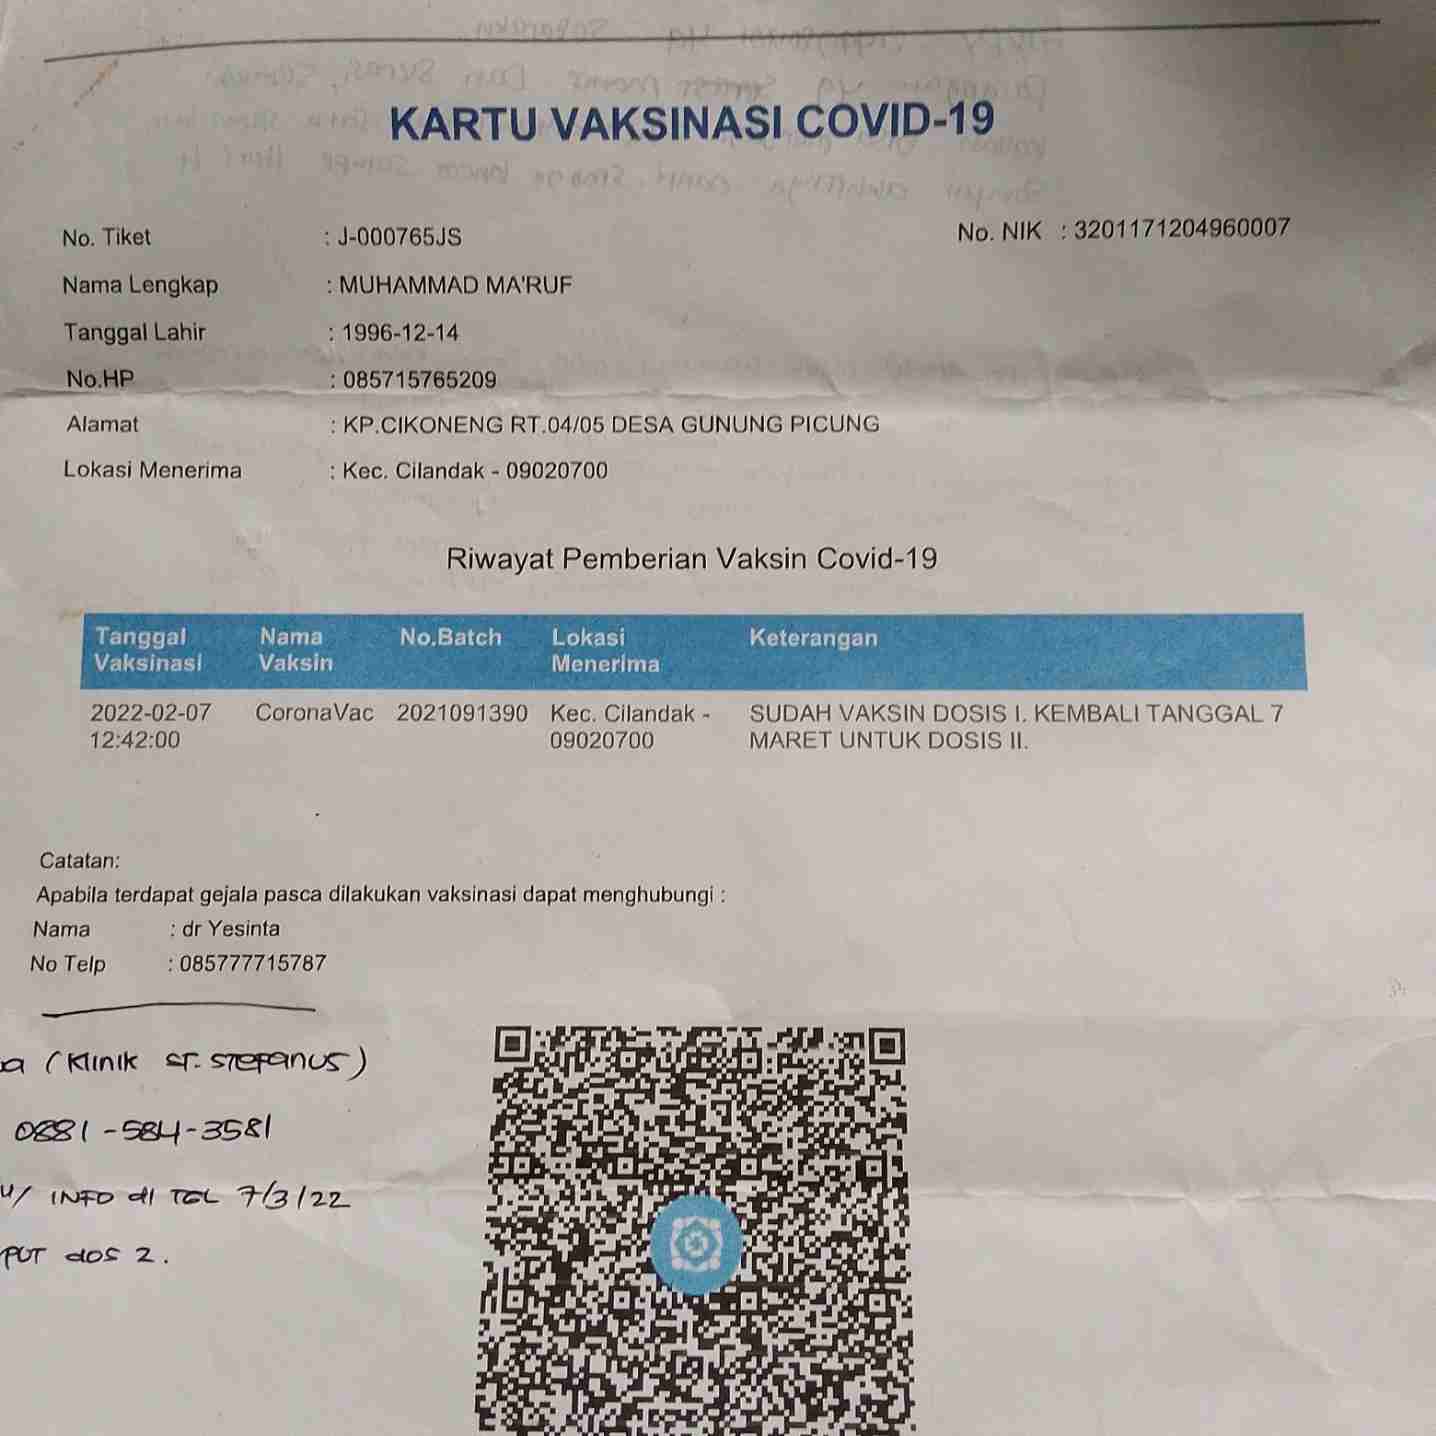 KARTU VAKSINASI COVID-19
No. Tiket : J-000765JS
No. NIK : 3201171204960007
Nama Lengkap : MUHAMMAD MA'RUF
Tanggal Lahir : 1996-12-14
No.HP : 085715765209
Alamat : KP.CIKONENG RT.04/05 DESA GUNUNG PICUNG
Lokasi Menerima : Kec. Cilandak - 09020700
Riwayat Pemberian Vaksin Covid-19
Tanggal Vaksinasi
Nama Vaksin
No.Batch
Lokasi Menerima
Keterangan
2022-02-07
12:42:00
CoronaVac
2021091390
Kec. Cilandak -
09020700
SUDAH VAKSIN DOSIS I. KEMBALI TANGGAL 7
MARET UNTUK DOSIS II.
Catatan:
Apabila terdapat gejala pasca dilakukan vaksinasi dapat menghubungi :
Nama : dr Yesinta
No Telp : 085777715787
(Klinik ST. STEFANUS)
0881-584-3581
u/ INFO di TGL 7/3/22
PUT dos 2.